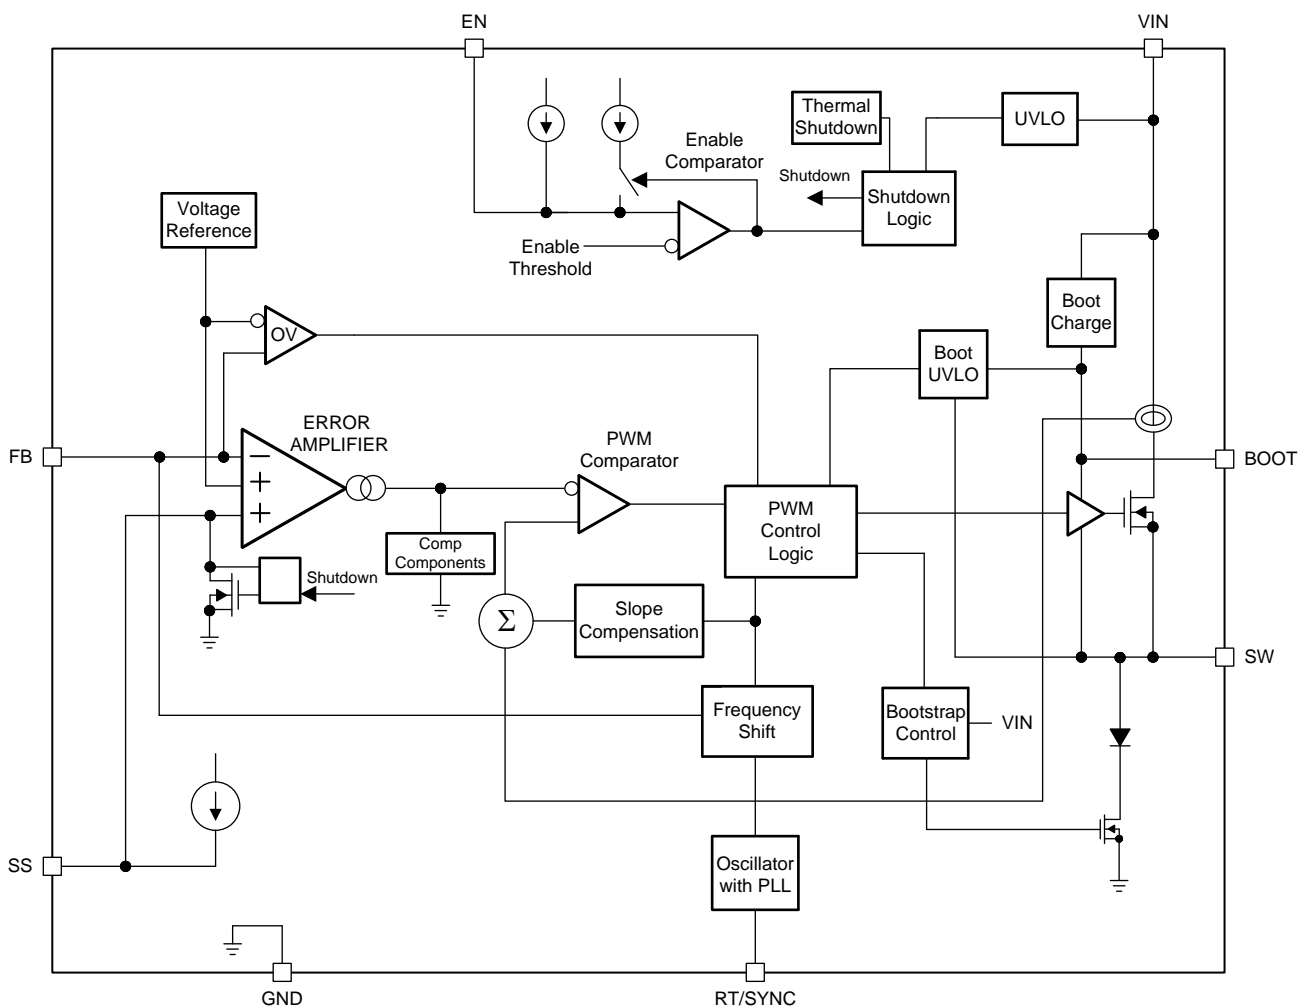 EN
VIN
Thermal
Shutdown
UVLO
Enable
Comparator
Shutdown
Shutdown
Logic
Voltage
Reference
Enable
Threshold
Boot
Charge
OV
Boot
UVLO
ERROR
AMPLIFIER
PWM
Comparator
FB
BOOT
−
+
+
PWM
Control
Logic
Comp
Components
Shutdown
Σ
Slope
Compensation
SW
Frequency
Shift
Bootstrap
Control
VIN
SS
Oscillator
with PLL
GND
RT/SYNC